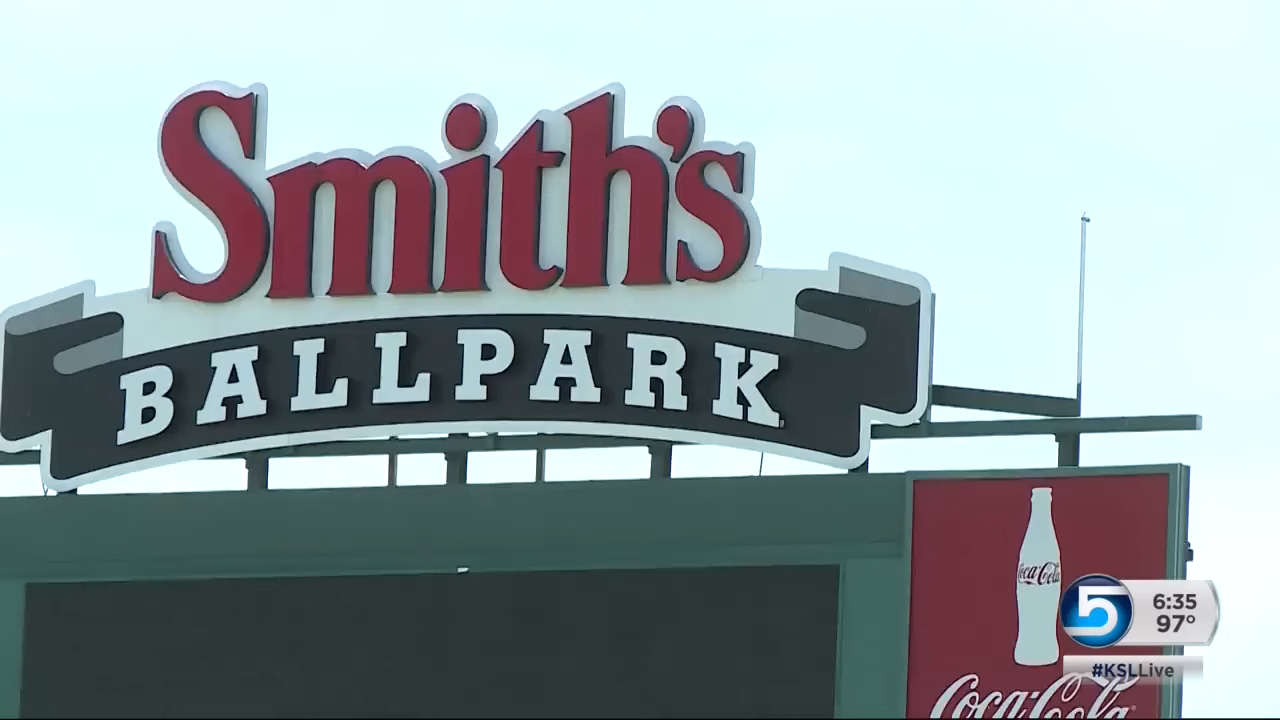 Smith's
BALLPARK
Coca-Cola
5
6:35
97°
#KSLLive
Coca-Cola